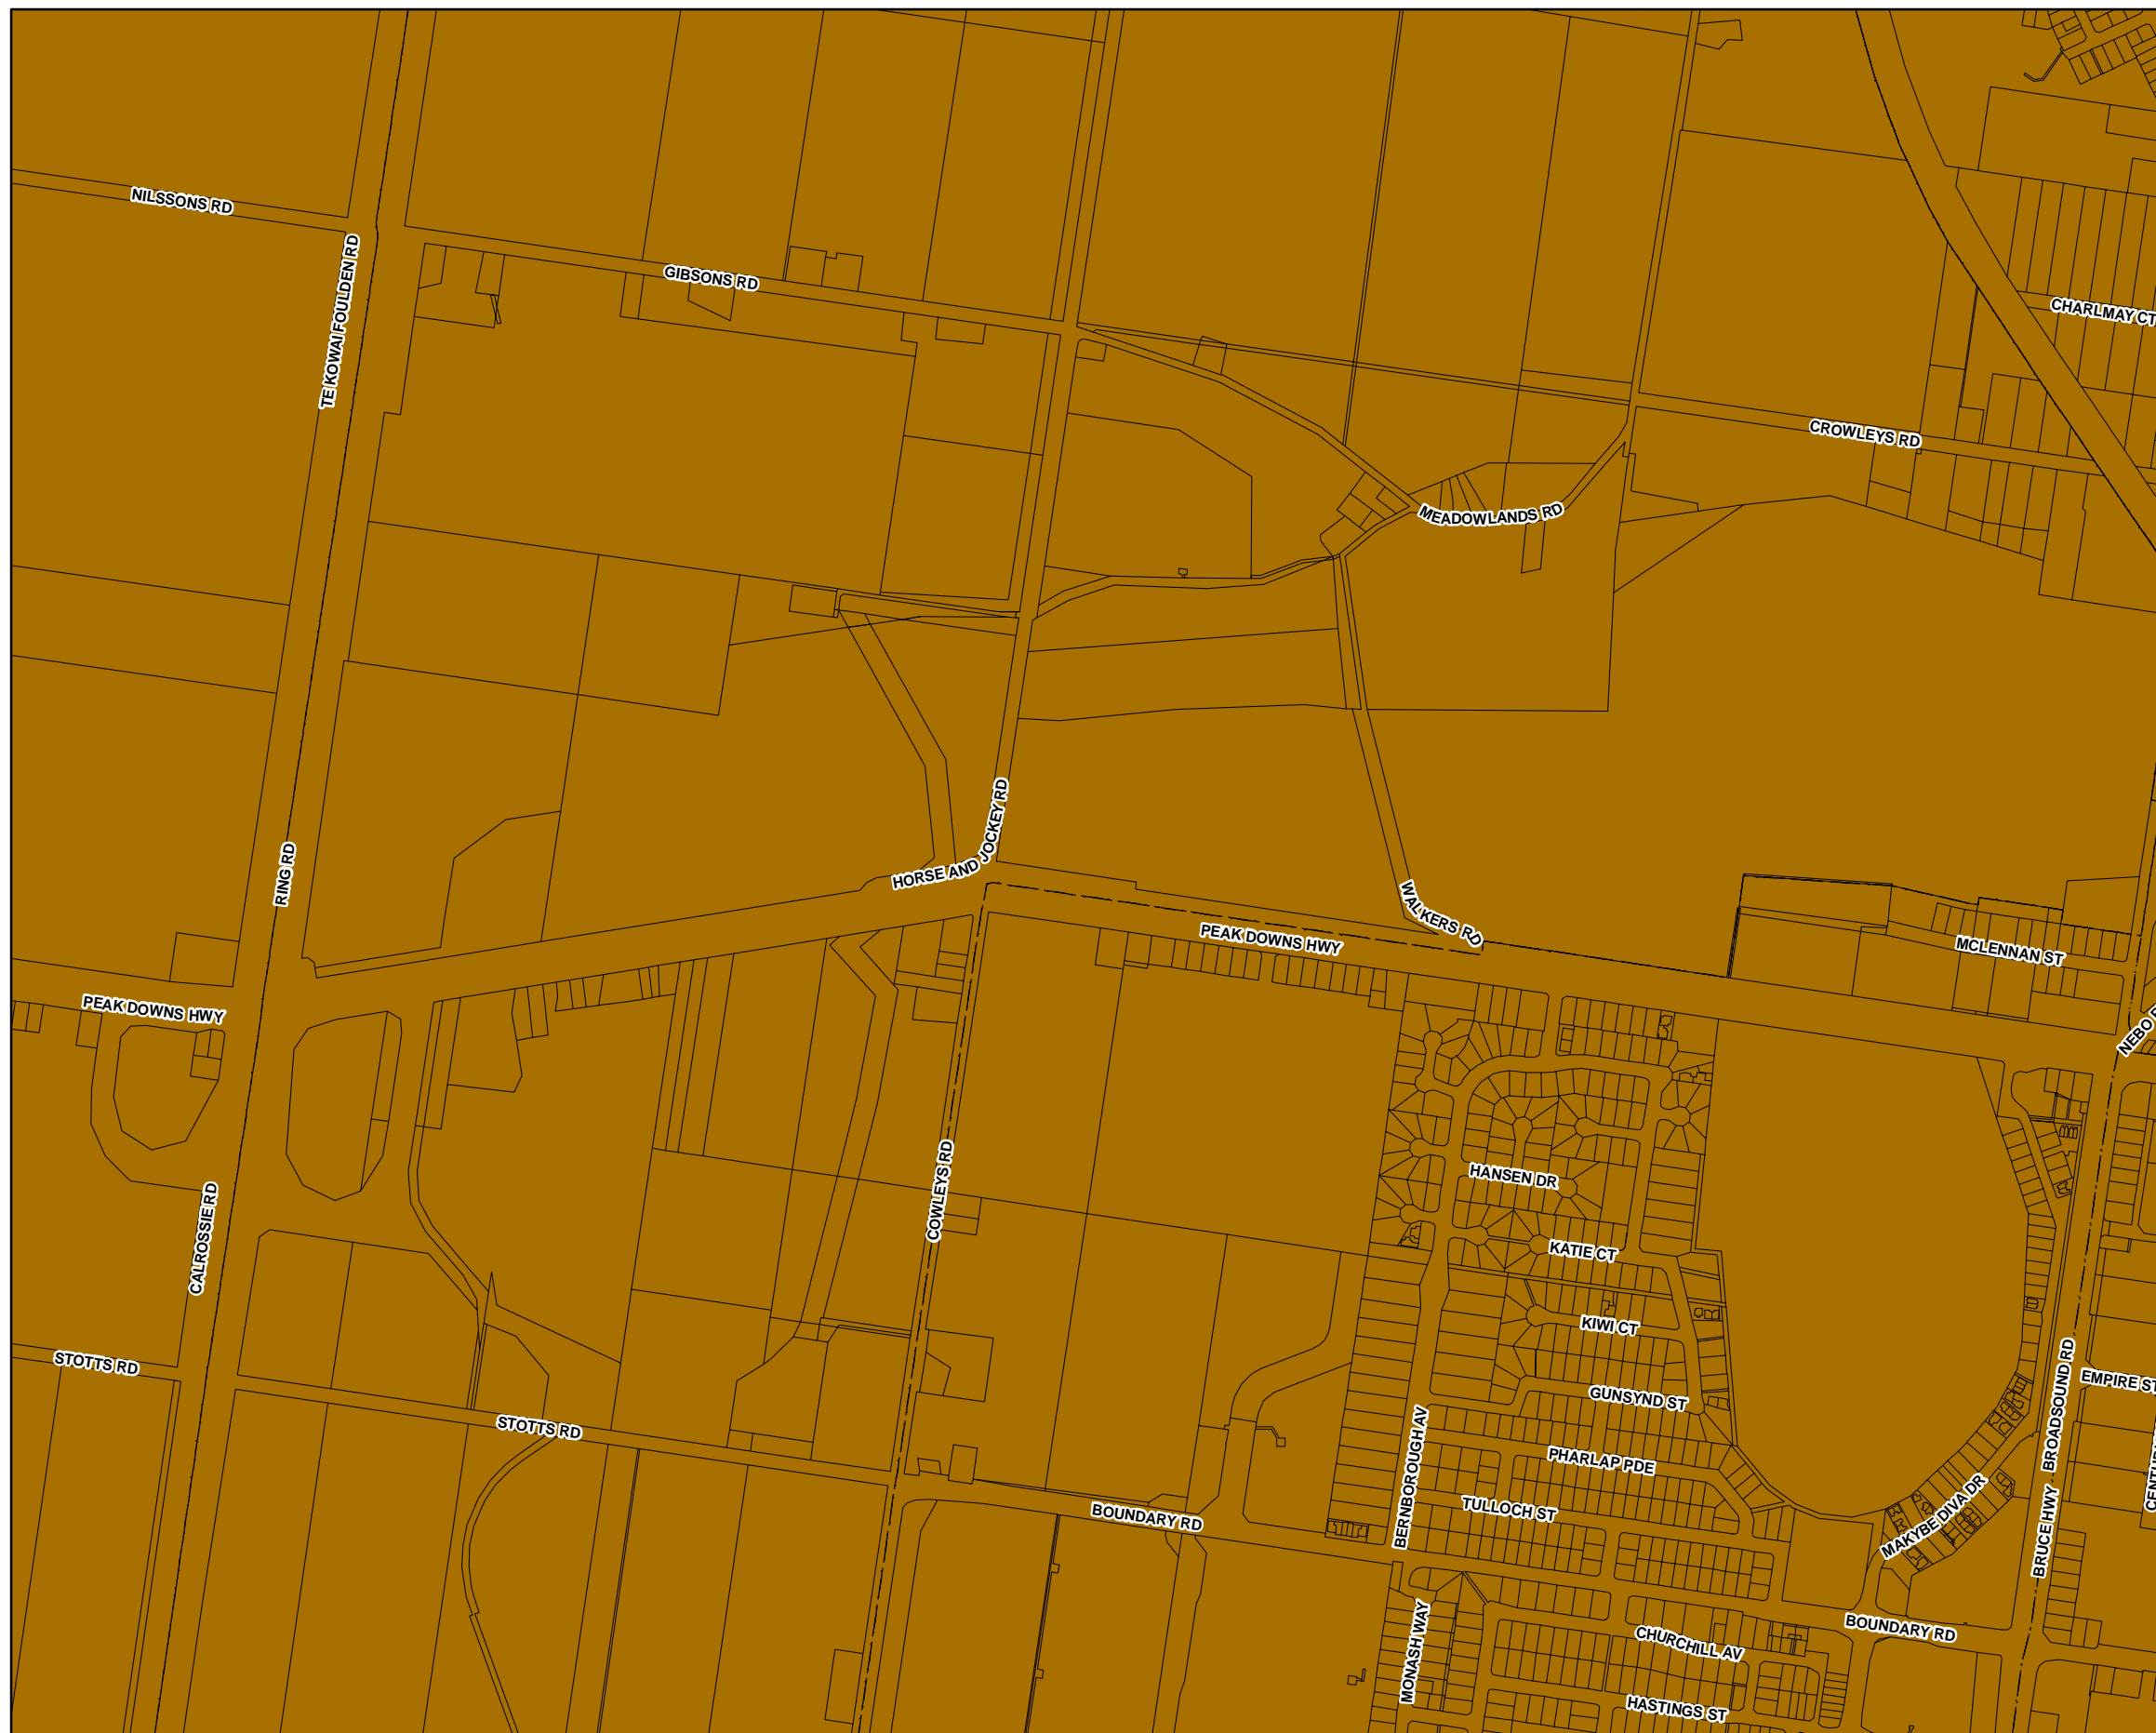 NILSSONS RD
TE KOWAI FOULDEN RD
GIBSONS RD
CHARLMAY CT
CROWLEYS RD
MEADOWLANDS RD
RING RD
HORSE AND JOCKEY RD
WALKERS RD
PEAK DOWNS HWY
MCLENNAN ST
PEAK DOWNS HWY
NEBO
COWLEYS RD
HANSEN DR
CALROSSIE RD
KATIE CT
KIWI CT
STOTTS RD
EMPIRE ST
GUNSYND ST
STOTTS RD
BERNBOROUGH AV
PHARLAP PDE
BROADSOUND RD
TULLOCH ST
BOUNDARY RD
MAKYBE DIVA DR
BRUCE HWY
MONASH WAY
CHURCHILL AV
BOUNDARY RD
HASTINGS ST